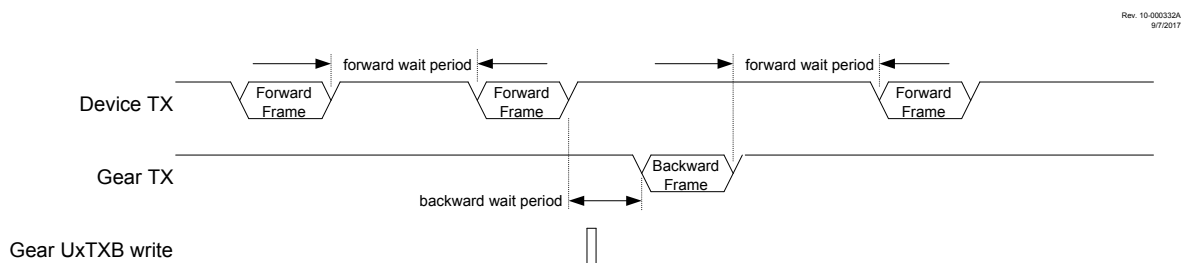 Rev. 10-000332A
9/7/2017
forward wait period
forward wait period
Device TX
Forward
Frame
Forward
Frame
Forward
Frame
Gear TX
Backward
Frame
backward wait period
Gear UxTXB write